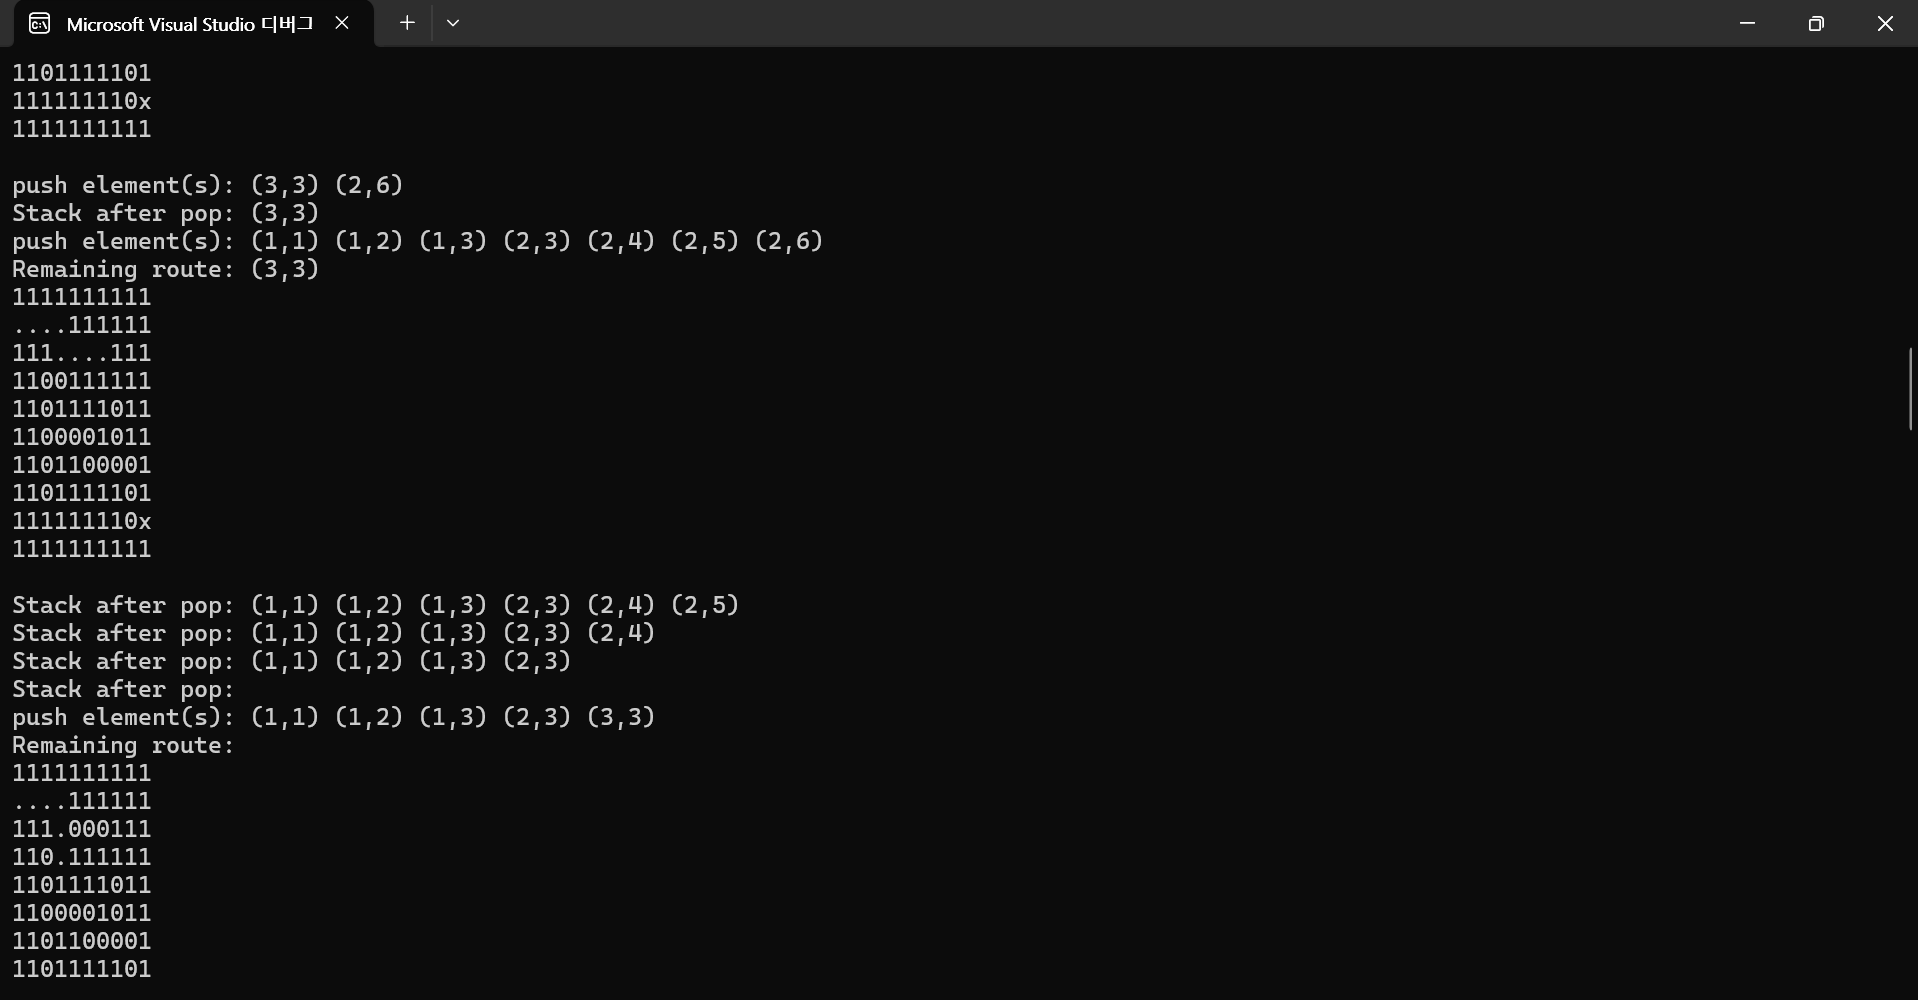 Microsoft Visual Studio 디버그
1101111101
111111110x
1111111111
push element(s): (3,3) (2,6)
Stack after pop: (3,3)
push element(s): (1,1) (1,2) (1,3) (2,3) (2,4) (2,5) (2,6)
Remaining route: (3,3)
1111111111
....111111
111....111
1100111111
1101111011
1100001011
1101100001
1101111101
111111110x
1111111111
Stack after pop: (1,1) (1,2) (1,3) (2,3) (2,4) (2,5)
Stack after pop: (1,1) (1,2) (1,3) (2,3) (2,4)
Stack after pop: (1,1) (1,2) (1,3) (2,3)
Stack after pop:
push element(s): (1,1) (1,2) (1,3) (2,3) (3,3)
Remaining route:
1111111111
....111111
111.000111
110.111111
1101111011
1100001011
1101100001
1101111101